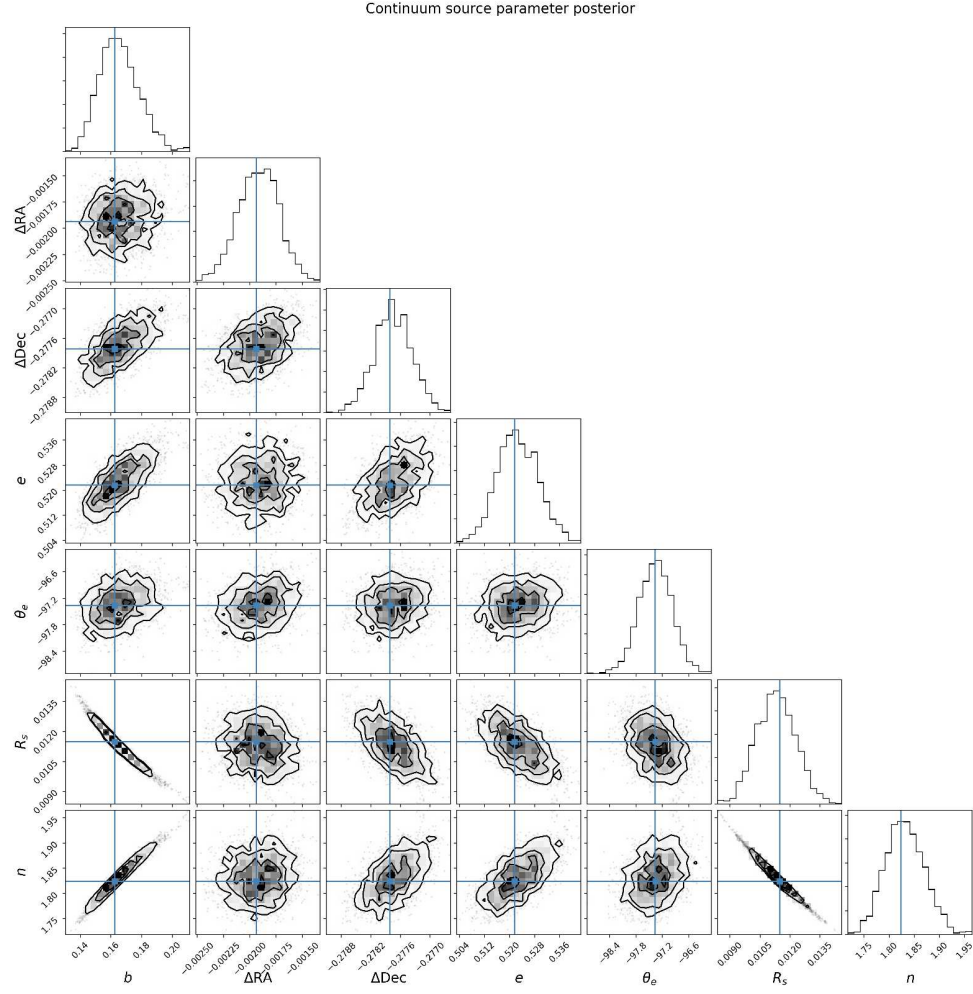 Continuum source parameter posterior
ΔRA
−0.00150
−0.00175
−0.00200
−0.00225
−0.00250
ΔDec
−0.2770
−0.2776
−0.2782
−0.2788
e
0.536
0.528
0.520
0.512
0.504
θe
−96.6
−97.2
−97.8
−98.4
Rs
0.0135
0.0120
0.0105
0.0090
n
1.95
1.90
1.85
1.80
1.75
0.14 0.16 0.18 0.20
−0.00250 −0.00225 −0.00200 −0.00175 −0.00150
−0.2788 −0.2782 −0.2776 −0.2770
0.504 0.512 0.520 0.528 0.536
−98.4 −97.8 −97.2 −96.6
0.0090 0.0105 0.0120 0.0135
1.75 1.80 1.85 1.90 1.95
b ΔRA ΔDec e θe Rs n